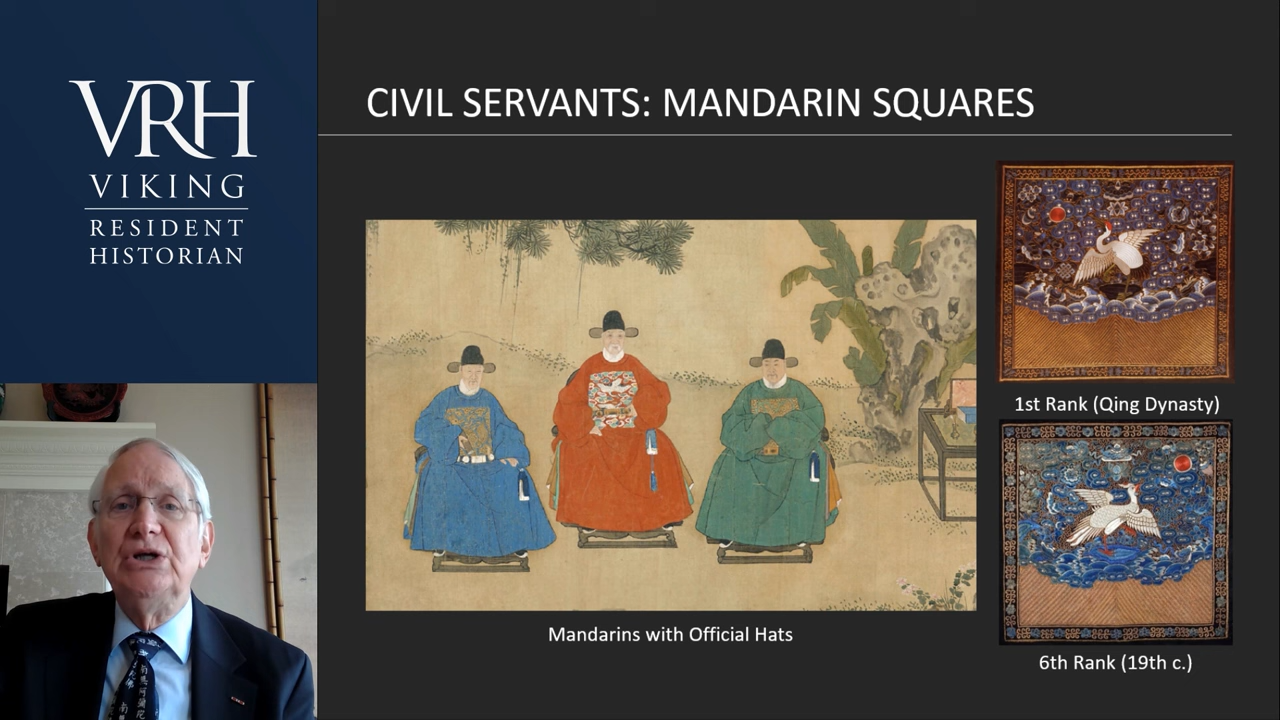 VRH
VIKING
RESIDENT
HISTORIAN
CIVIL SERVANTS: MANDARIN SQUARES
1st Rank (Qing Dynasty)
Mandarins with Official Hats
6th Rank (19th c.)